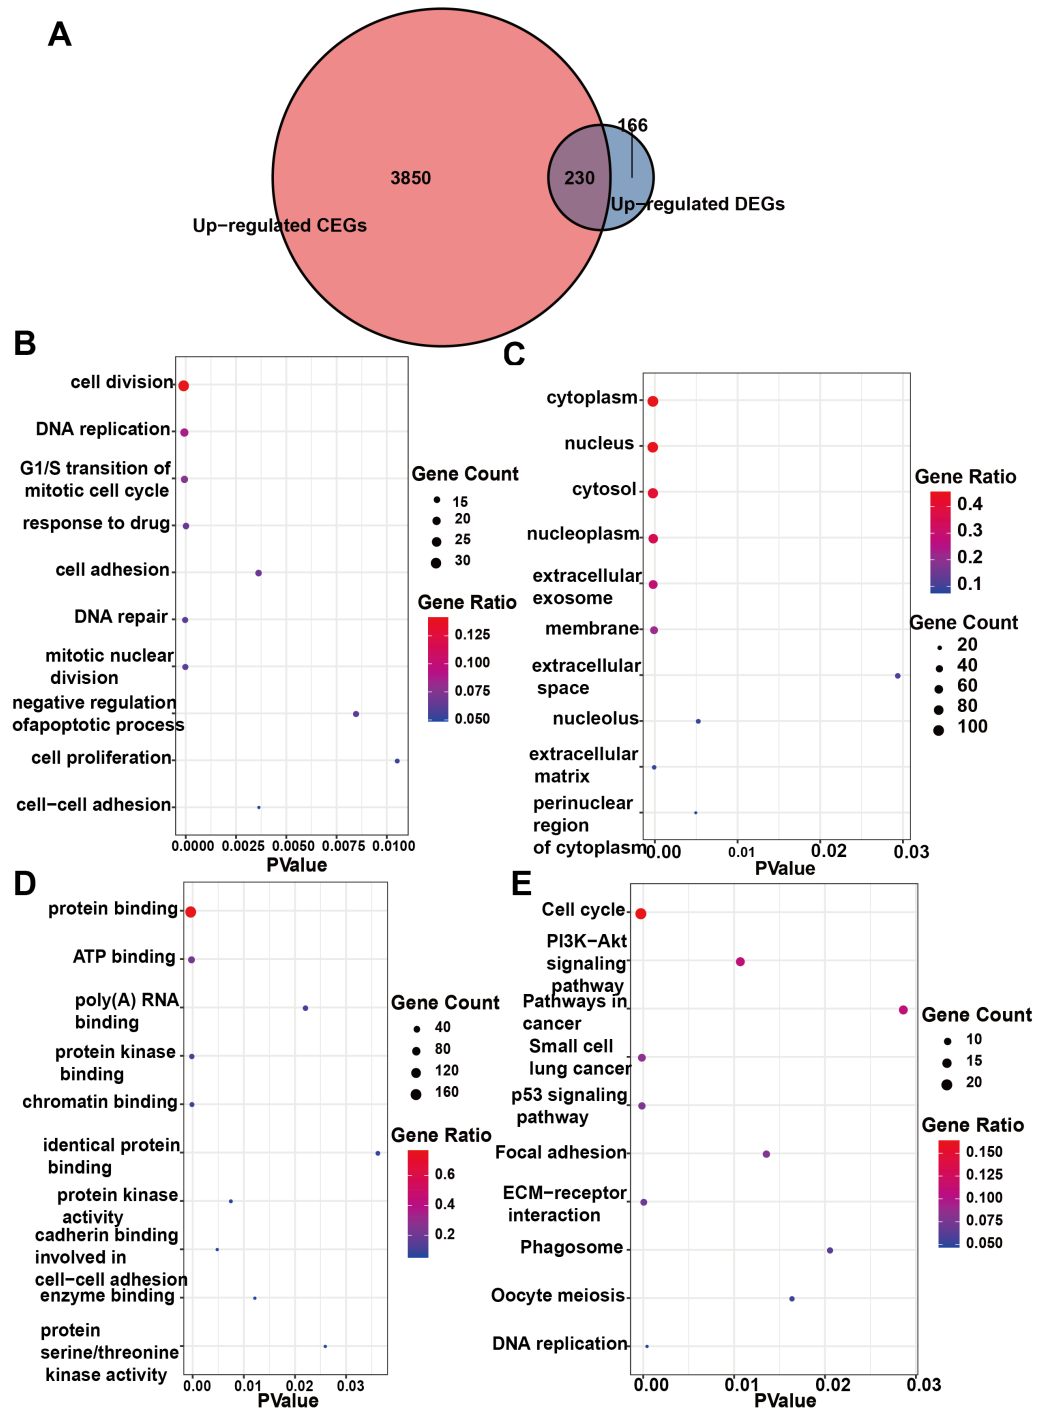 A
166
3850
230
Up-regulated DEGs
Up-regulated CEGs
B
cell division
DNA replication
G1/S transition of
mitotic cell cycle
response to drug
cell adhesion
DNA repair
mitotic nuclear
division
negative regulation
ofapoptotic process
cell proliferation
cell-cell adhesion
0.0000 0.0025 0.0050 0.0075 0.0100
PValue
Gene Count
15
20
25
30
Gene Ratio
0.125
0.100
0.075
0.050
C
cytoplasm
nucleus
cytosol
nucleoplasm
extracellular
exosome
membrane
extracellular
space
nucleolus
extracellular
matrix
perinuclear
region
of cytoplasm
0.00 0.01 0.02 0.03
PValue
Gene Ratio
0.4
0.3
0.2
0.1
Gene Count
20
40
60
80
100
D
protein binding
ATP binding
poly(A) RNA
binding
protein kinase
binding
chromatin binding
identical protein
binding
protein kinase
activity
cadherin binding
involved in
cell-cell adhesion
enzyme binding
protein
serine/threonine
kinase activity
0.00 0.01 0.02 0.03
PValue
Gene Count
40
80
120
160
Gene Ratio
0.6
0.4
0.2
E
Cell cycle
PI3K-Akt
signaling
pathway
Pathways in
cancer
Small cell
lung cancer
p53 signaling
pathway
Focal adhesion
ECM-receptor
interaction
Phagosome
Oocyte meiosis
DNA replication
0.00 0.01 0.02 0.03
PValue
Gene Count
10
15
20
Gene Ratio
0.150
0.125
0.100
0.075
0.050